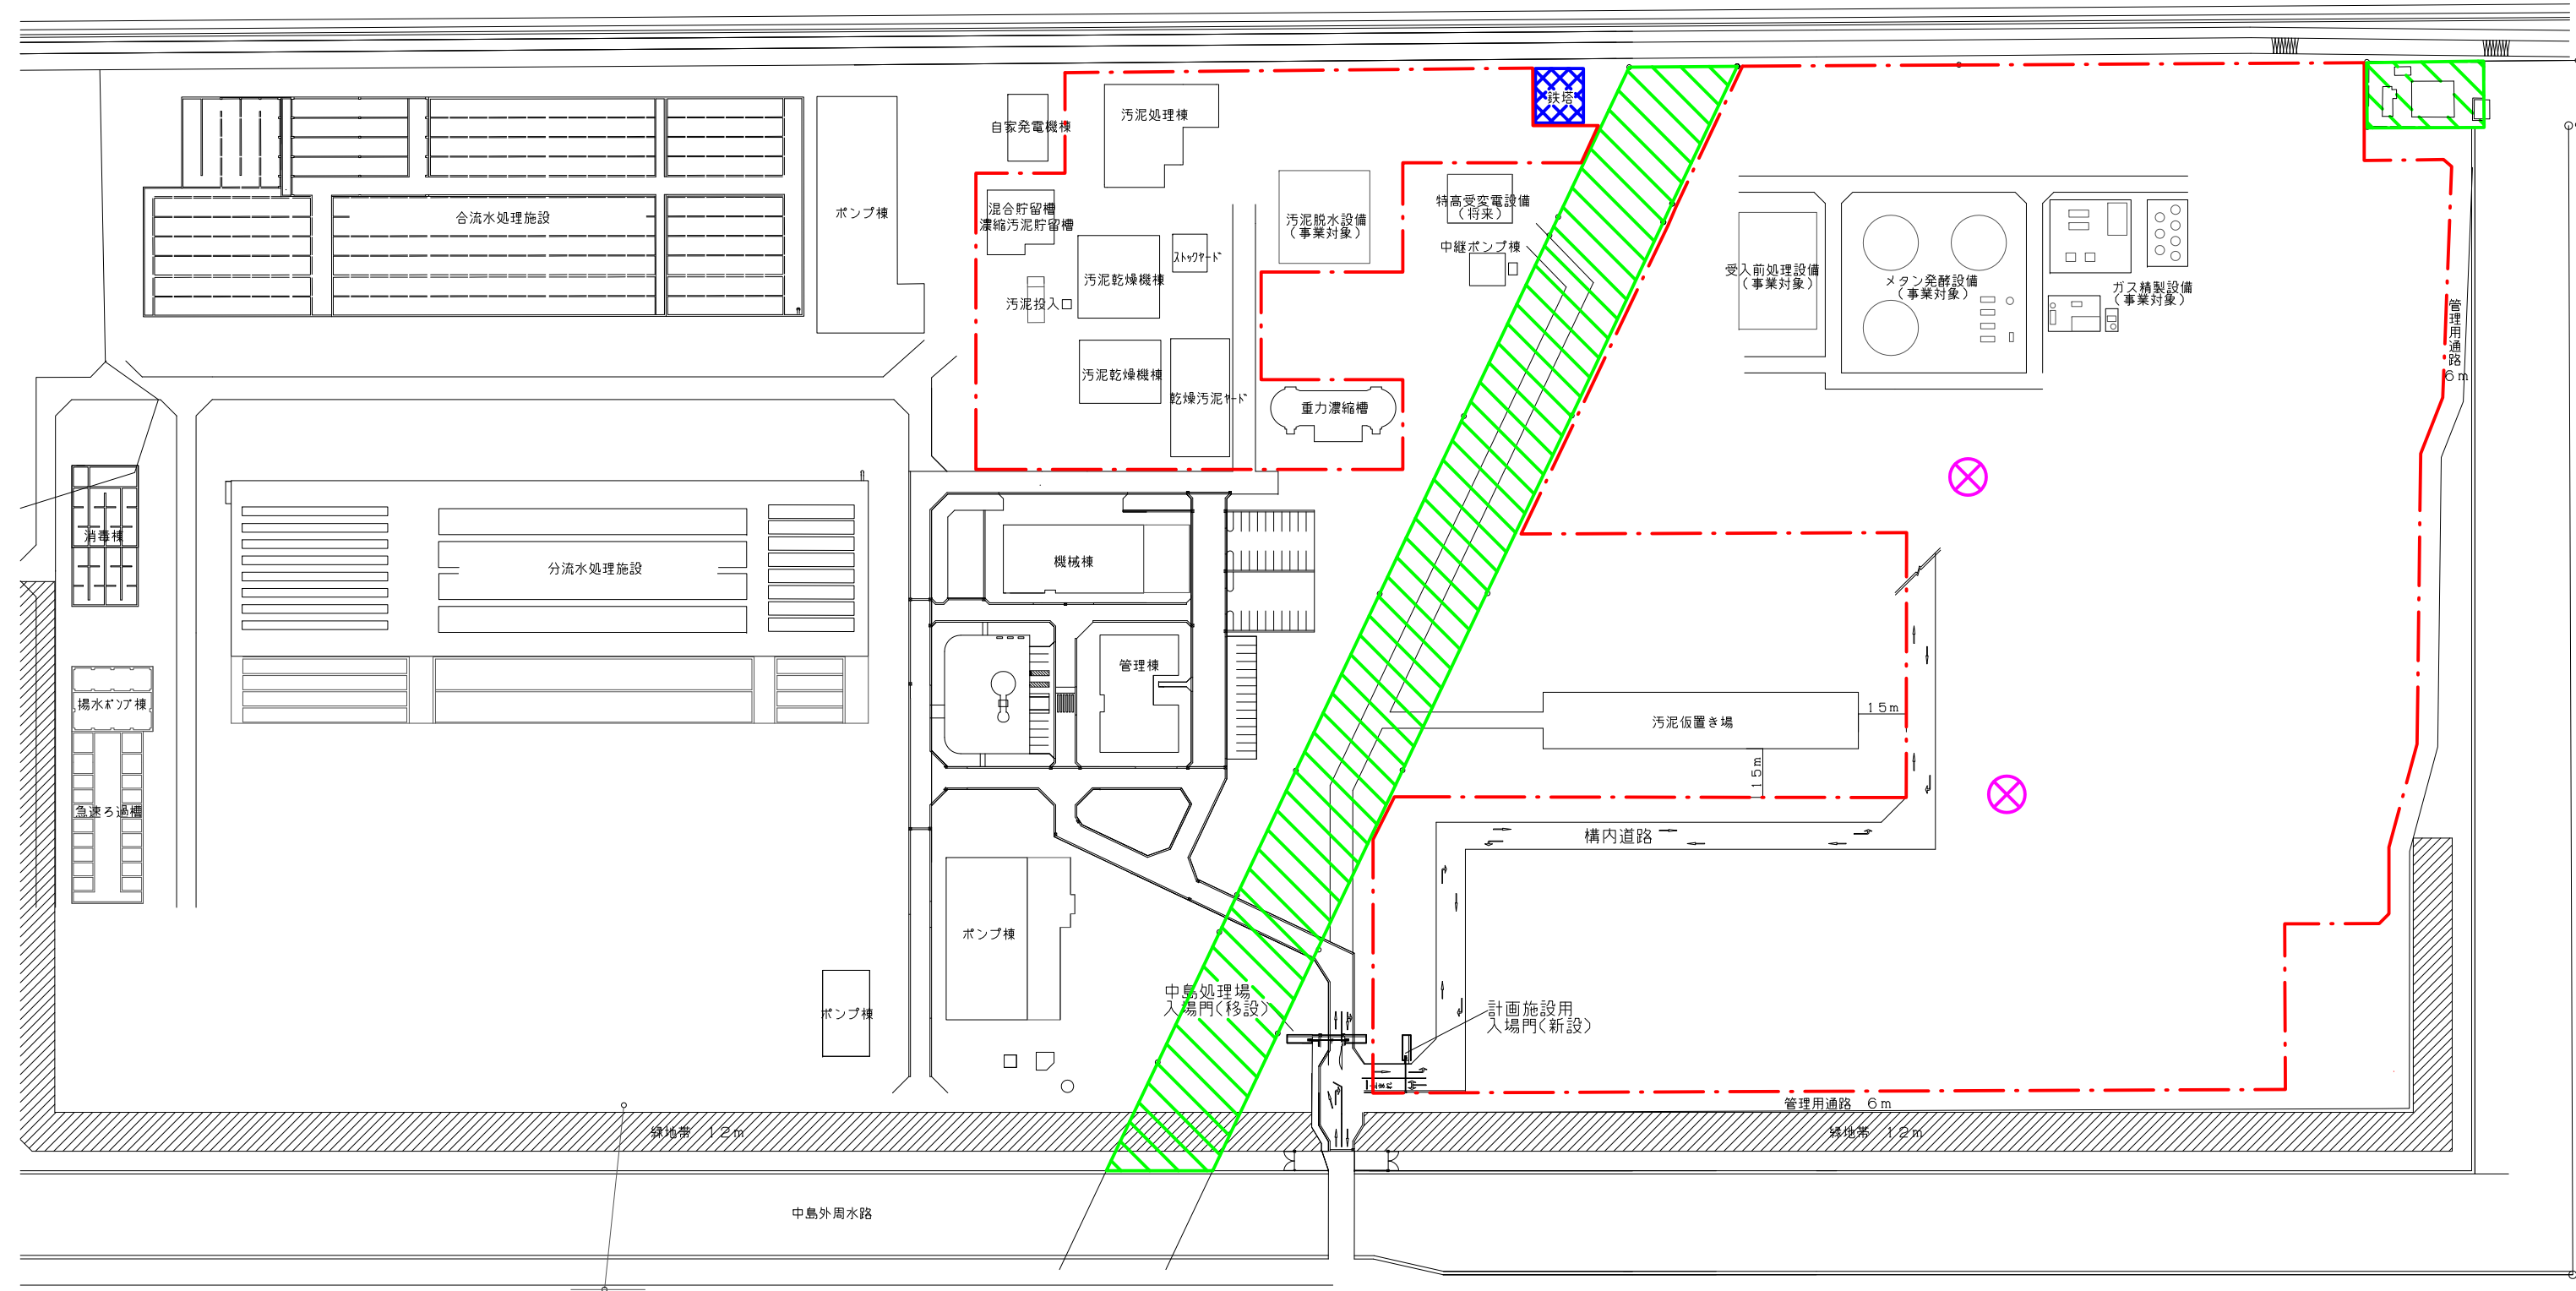 鉄塔
自家発電機棟
汚泥処理棟
合流水処理施設
ポンプ棟
混合貯留槽
濃縮汚泥貯留槽
汚泥脱水設備
(事業対象)
特高受変電設備
(将来)
中継ポンプ棟
ｽﾄｯｸﾔｰﾄﾞ
汚泥乾燥機棟
汚泥投入口
受入前処理設備
(事業対象)
メタン発酵設備
(事業対象)
ガス精製設備
(事業対象)
管理用通路
6m
汚泥乾燥機棟
乾燥汚泥ﾔｰﾄﾞ
重力濃縮槽
消毒棟
分流水処理施設
機械棟
管理棟
揚水ﾎﾟﾝﾌﾟ棟
汚泥仮置き場
15m
15m
急速ろ過槽
構内道路
ポンプ棟
中島処理場
入場門(移設)
計画施設用
入場門(新設)
ポンプ棟
管理用通路 6m
緑地帯 12m
緑地帯 12m
中島外周水路